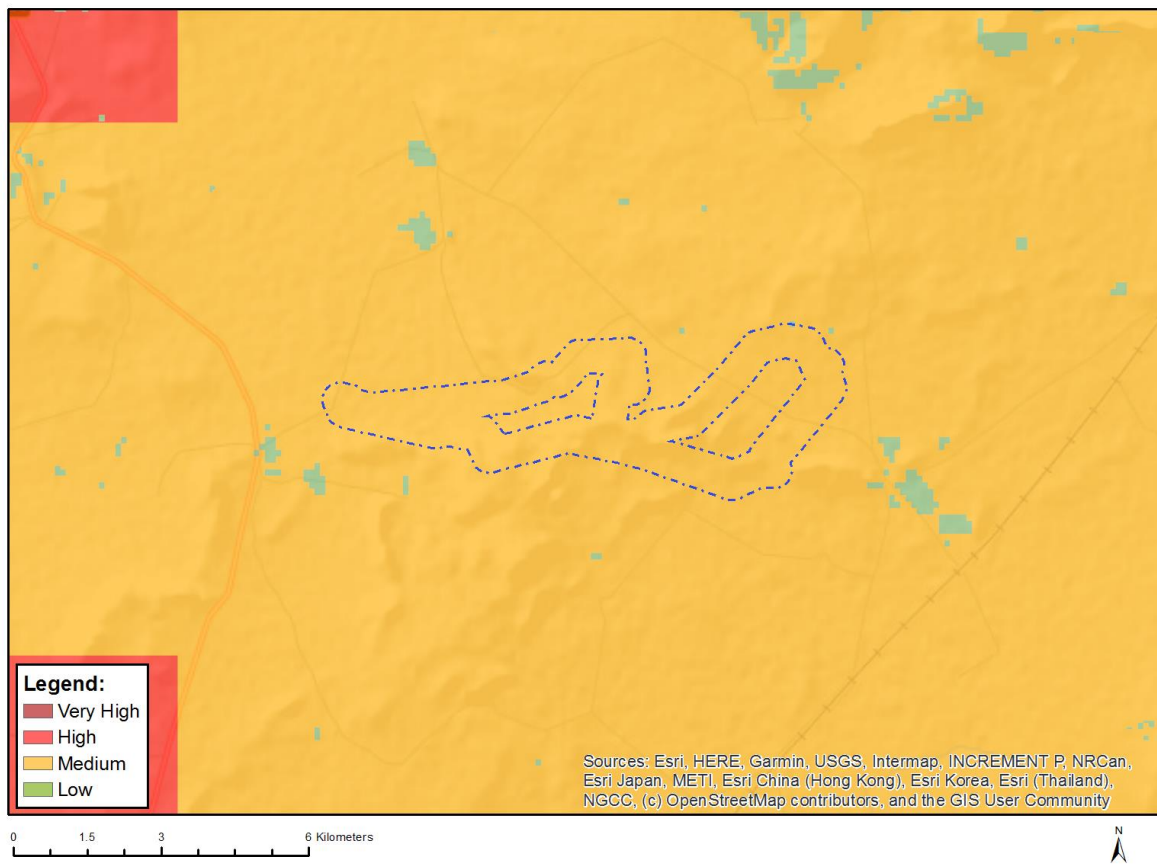 Legend:
Very High
High
Medium
Low
Sources: Esri, HERE, Garmin, USGS, Intermap, INCREMENT P, NRCan,
Esri Japan, METI, Esri China (Hong Kong), Esri Korea, Esri (Thailand),
NGCC, (c) OpenStreetMap contributors, and the GIS User Community
0 1.5 3 6 Kilometers
N